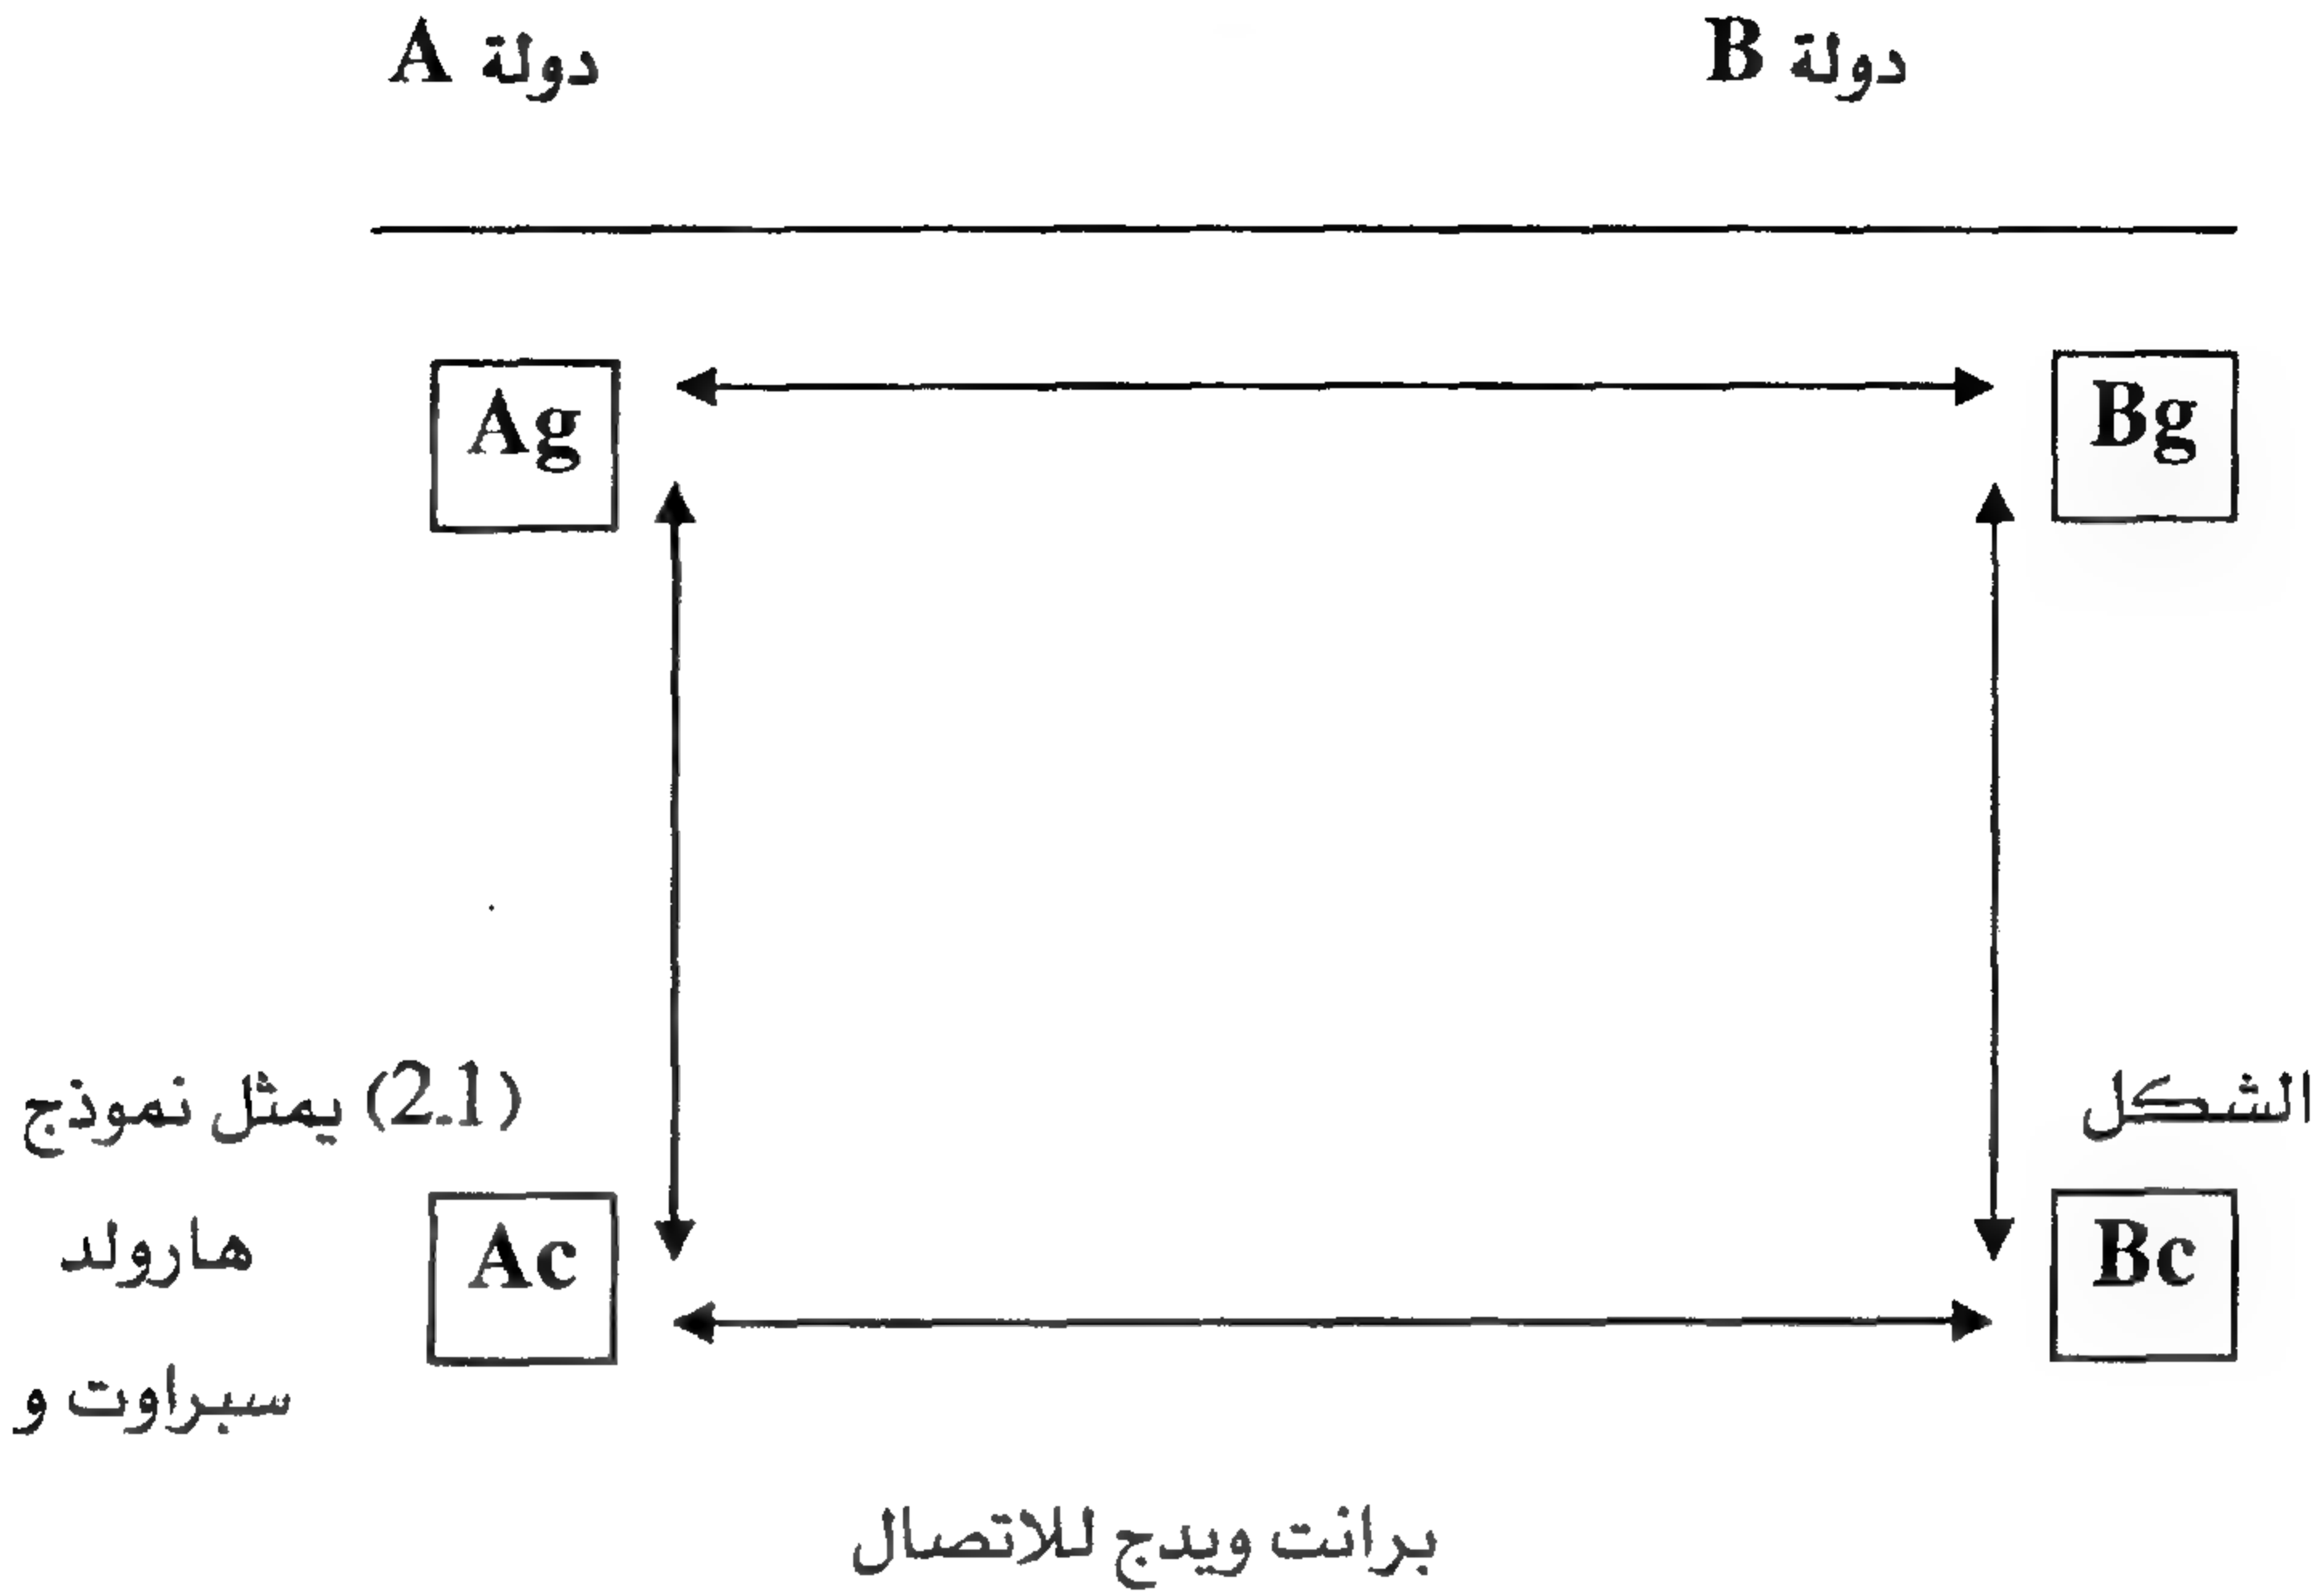 دولة A
دولة B
Ag
Bg
الشكل (2.1) يمثل نموذج
Ac
Bc
هارولد
سبراوت و
برانت ويدج للاتصال